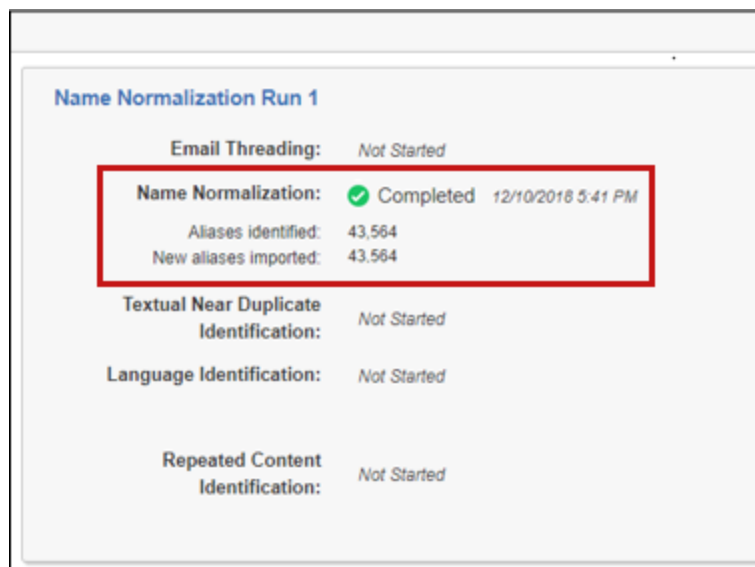 Name Normalization Run 1
Email Threading: Not Started
Name Normalization: Completed 12/10/2018 5:41 PM
Aliases identified: 43,564
New aliases imported: 43,564
Textual Near Duplicate
Identification: Not Started
Language Identification: Not Started
Repeated Content
Identification: Not Started